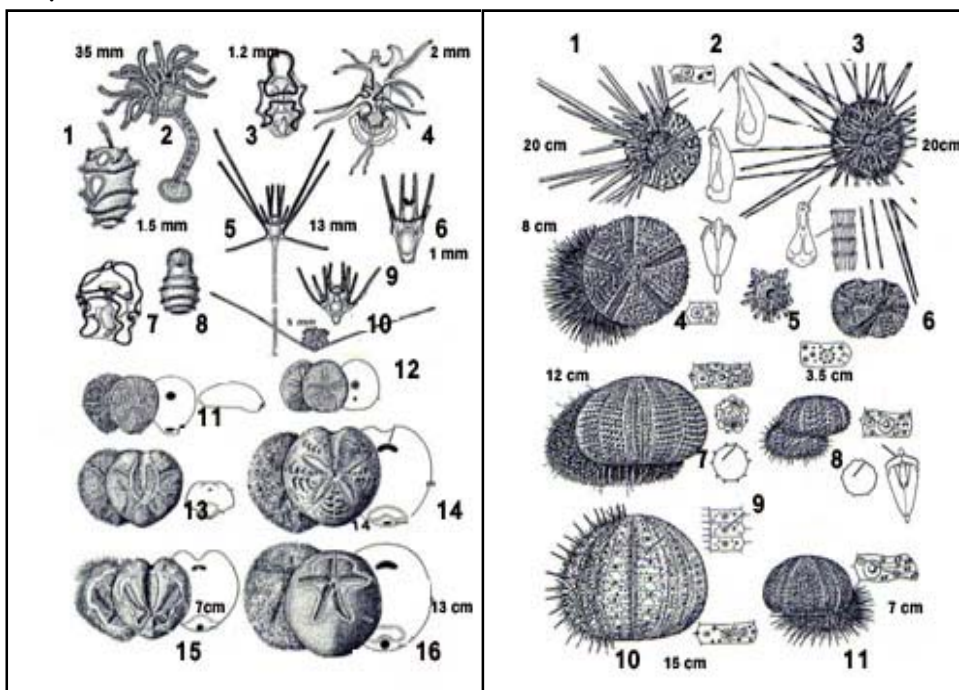 35 mm 1.2 mm 2 mm
1 2 3 4
1.5 mm 5 13 mm 6
1 mm
9
7 8 10
5 mm
12
11
13 14 14
7cm 13 cm
15 16
1 2 3
20 cm 20cm
8 cm
4 5 6
12 cm 3.5 cm
7 8
9
7 cm
10 15 cm 11